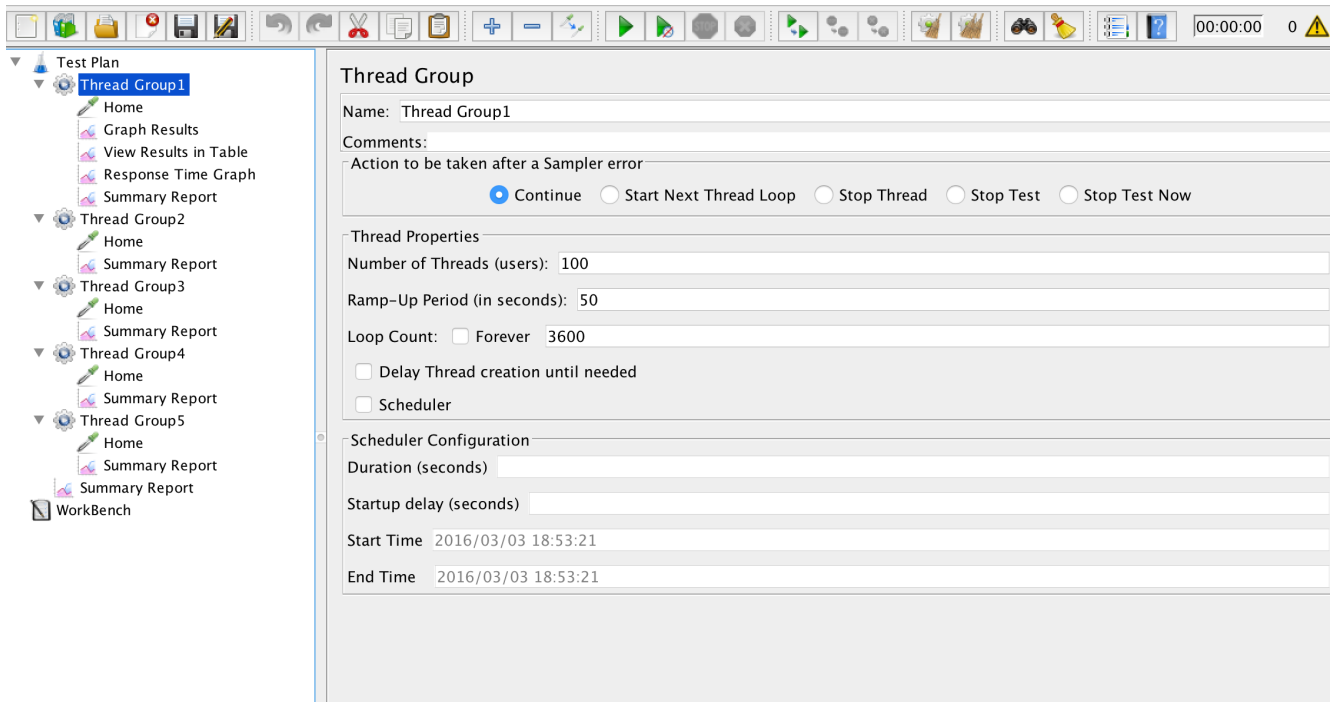 STOP
00:00:00 0
Test Plan
Thread Group1
Home
Graph Results
View Results in Table
Response Time Graph
Summary Report
Thread Group2
Home
Summary Report
Thread Group3
Home
Summary Report
Thread Group4
Home
Summary Report
Thread Group5
Home
Summary Report
Summary Report
WorkBench
Thread Group
Name: Thread Group1
Comments:
Action to be taken after a Sampler error
Continue Start Next Thread Loop Stop Thread Stop Test Stop Test Now
Thread Properties
Number of Threads (users): 100
Ramp-Up Period (in seconds): 50
Loop Count: Forever 3600
Delay Thread creation until needed
Scheduler
Scheduler Configuration
Duration (seconds)
Startup delay (seconds)
Start Time 2016/03/03 18:53:21
End Time 2016/03/03 18:53:21